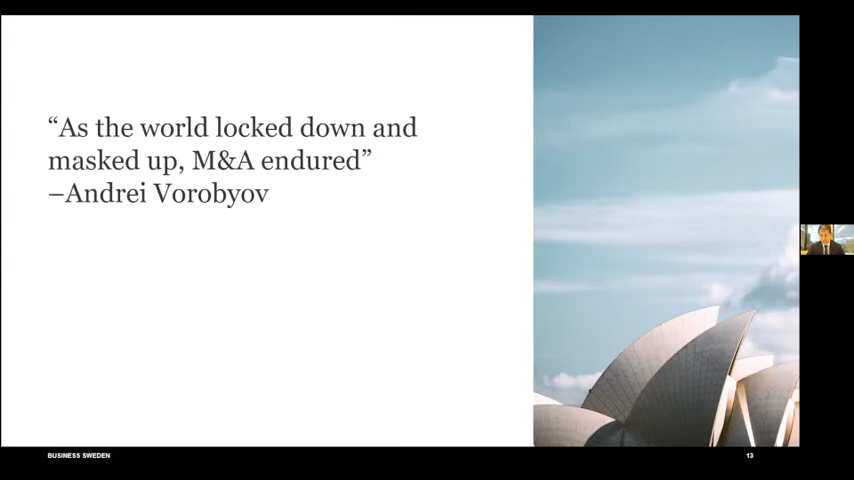 “As the world locked down and
masked up, M&A endured”
–Andrei Vorobyov
BUSINESS SWEDEN
13